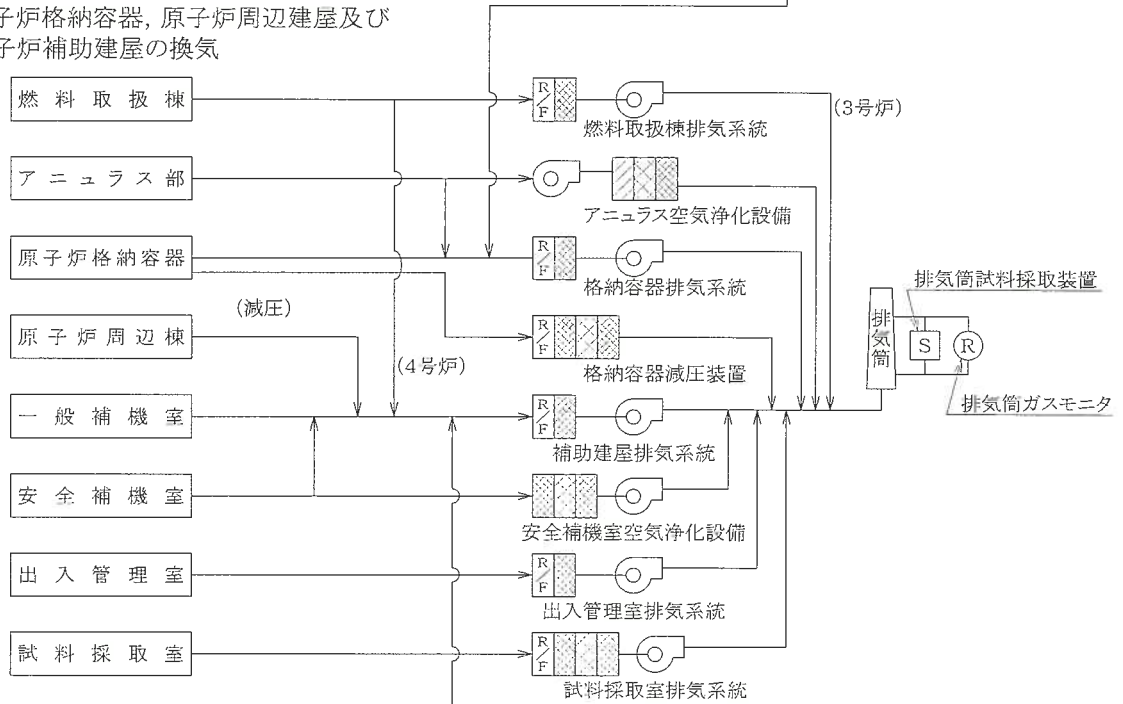 子炉格納容器，原子炉周辺建屋及び
子炉補助建屋の換気
燃料取扱棟
R/F
燃料取扱棟排気系統
(3号炉)
アニュラス部
アニュラス空気浄化設備
原子炉格納容器
R/F
格納容器排気系統
(減圧)
原子炉周辺棟
R/F
格納容器減圧装置
(4号炉)
排気筒
排気筒試料採取装置
S
R
排気筒ガスモニタ
一般補機室
R/F
補助建屋排気系統
安全補機室
安全補機室空気浄化設備
出入管理室
R/F
出入管理室排気系統
試料採取室
R/F
試料採取室排気系統